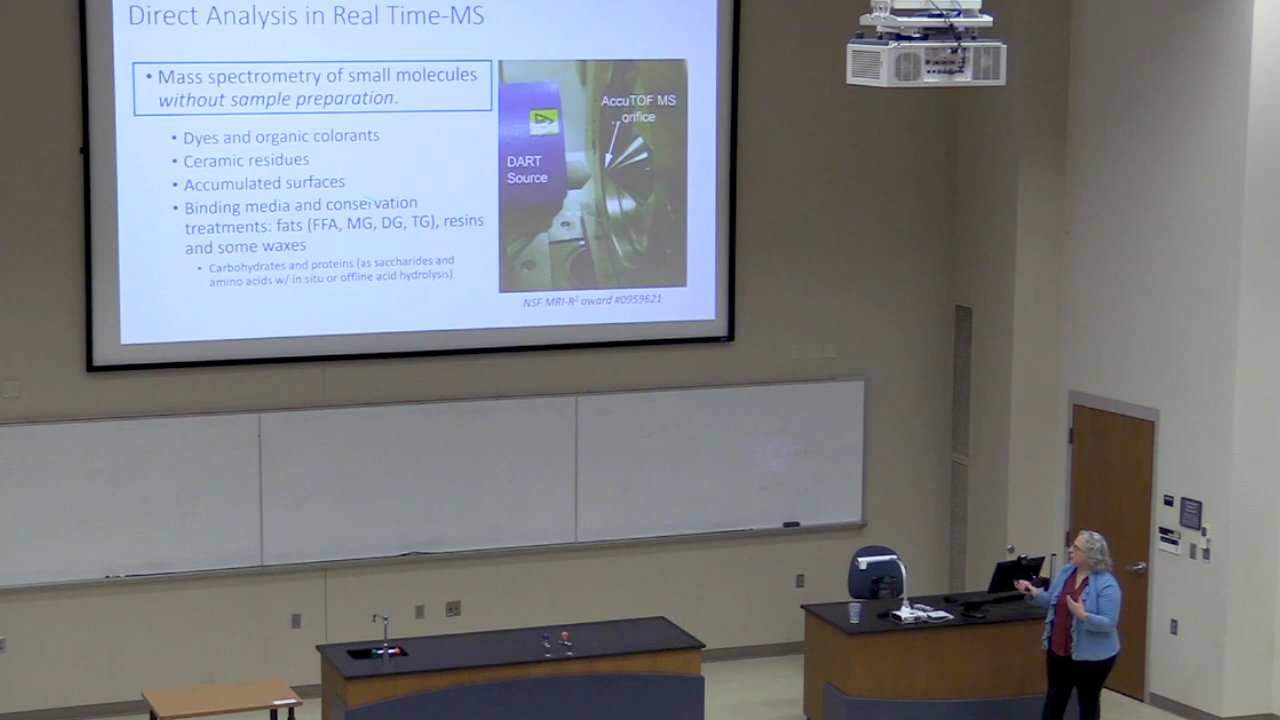 Direct Analysis in Real Time-MS
• Mass spectrometry of small molecules
without sample preparation.
• Dyes and organic colorants
• Ceramic residues
• Accumulated surfaces
• Binding media and conservation
treatments: fats (FFA, MG, DG, TG), resins
and some waxes
• Carbohydrates and proteins (as saccharides and
amino acids w/ in situ or offline acid hydrolysis)
AccuTOF MS
orifice
DART
Source
NSF MRI-R² award #0959621